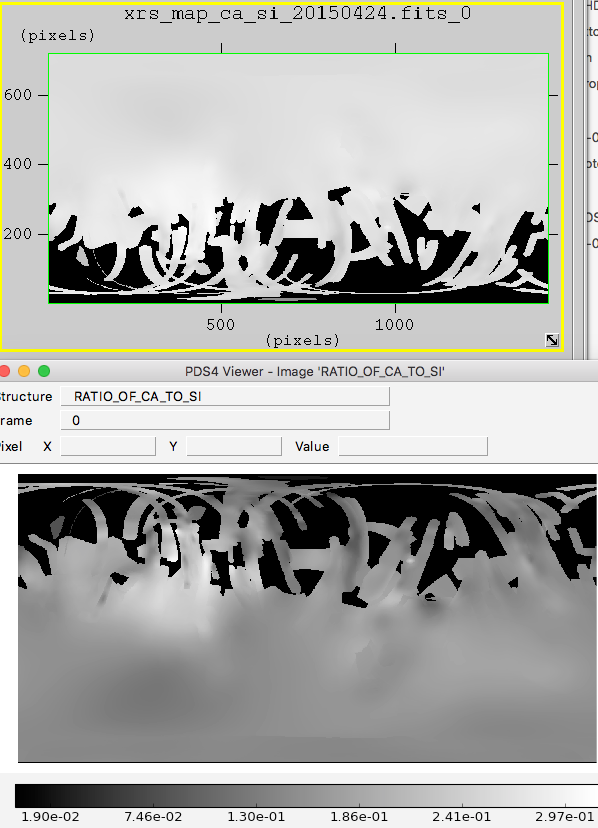 xrs_map_ca_si_20150424.fits_0
(pixels)
600
400
200
500 1000
(pixels)
PDS4 Viewer - Image 'RATIO_OF_CA_TO_SI'
Structure RATIO_OF_CA_TO_SI
rame 0
ixel X Y Value
1.90e-02 7.46e-02 1.30e-01 1.86e-01 2.41e-01 2.97e-01